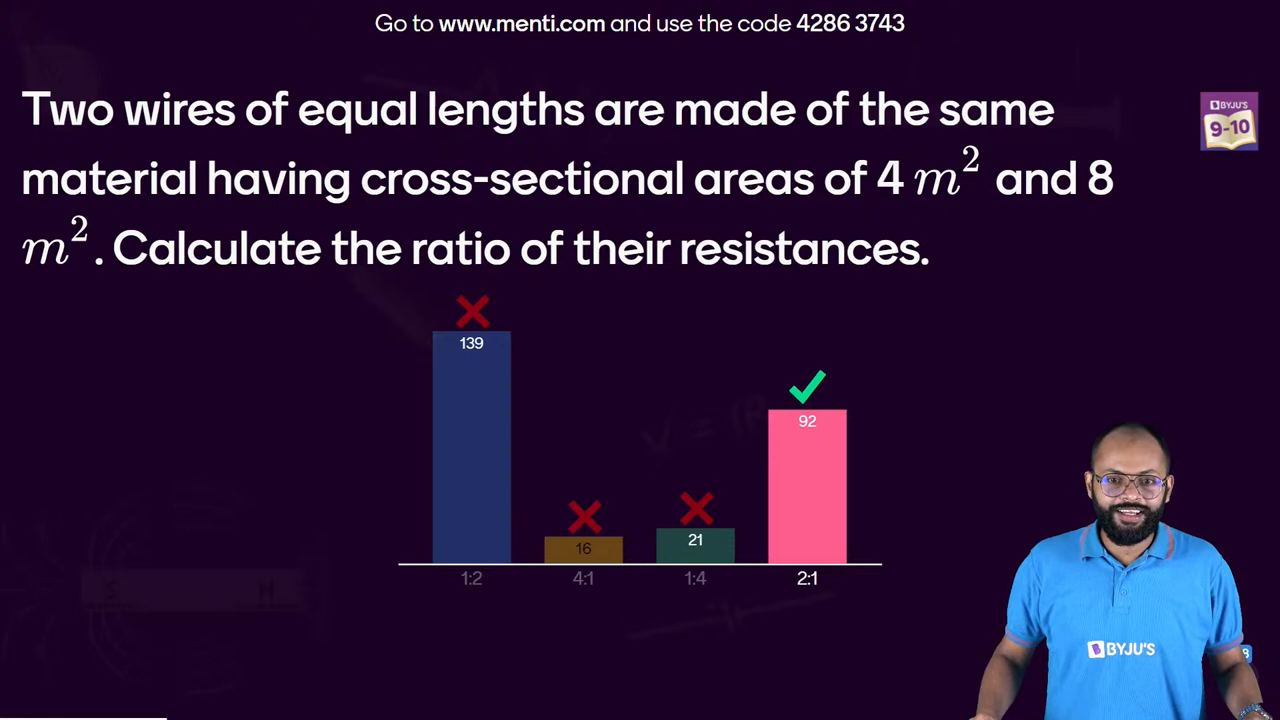 Go to www.menti.com and use the code 4286 3743
Two wires of equal lengths are made of the same
material having cross-sectional areas of 4 m² and 8
m². Calculate the ratio of their resistances.
BYJU'S
9-10
139
16
21
92
1:2
4:1
1:4
2:1
V = IR
S
N
BYJU'S
8